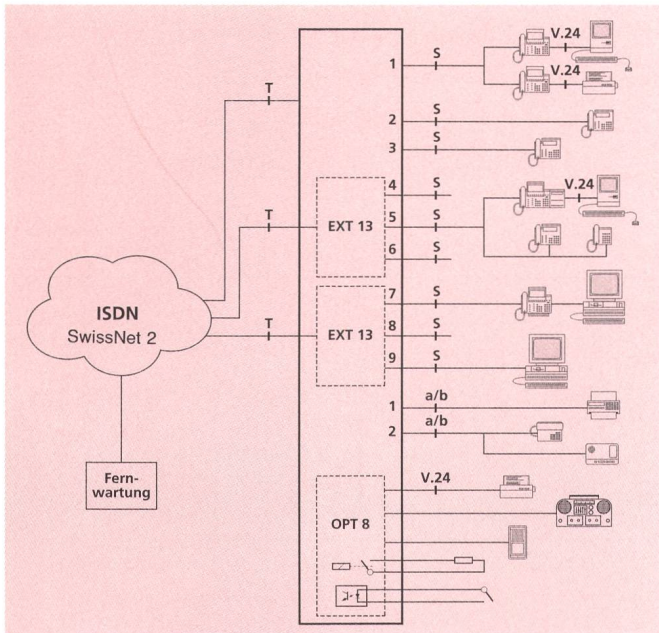 V.24
1
S
V.24
T
2
S
3
S
4
S
V.24
T
EXT 13
5
S
6
S
ISDN
SwissNet 2
7
S
T
EXT 13
8
S
9
S
1
a/b
2
a/b
Fern-
wartung
V.24
OPT 8